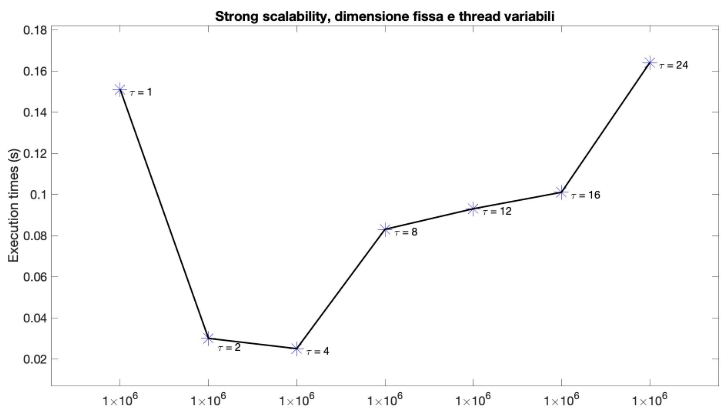 Strong scalability, dimensione fissa e thread variabili
Execution times (s)
0.18
0.16
0.14
0.12
0.1
0.08
0.06
0.04
0.02
τ = 1
τ = 2
τ = 4
τ = 8
τ = 12
τ = 16
τ = 24
1×10⁶ 1×10⁶ 1×10⁶ 1×10⁶ 1×10⁶ 1×10⁶ 1×10⁶